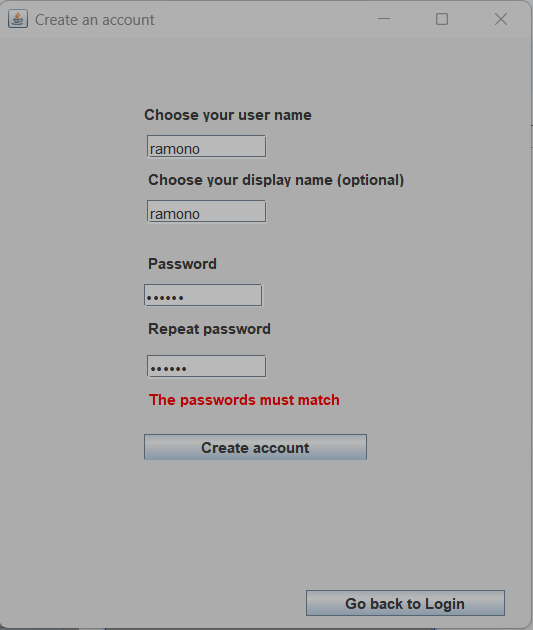 Create an account
Choose your user name
ramono
Choose your display name (optional)
ramono
Password
••••••
Repeat password
••••••
The passwords must match
Create account
Go back to Login